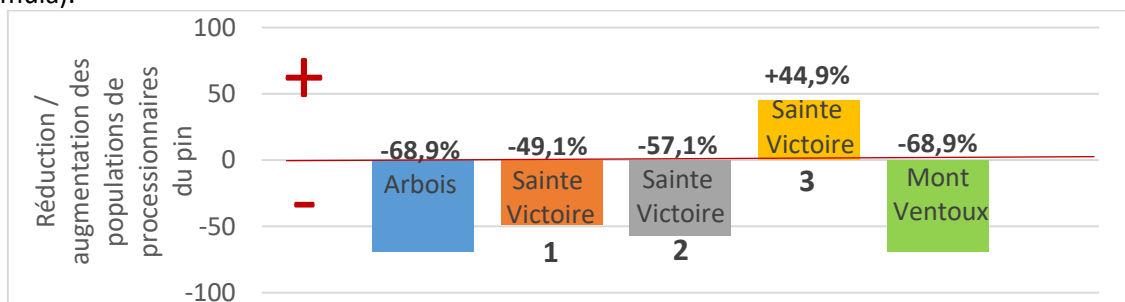 mula).
Réduction /
augmentation des
populations de
processionnaires
du pin
100
50
0
-50
-100
+
-
-68,9%
Arbois
-49,1%
Sainte
Victoire
1
-57,1%
Sainte
Victoire
2
+44,9%
Sainte
Victoire
3
-68,9%
Mont
Ventoux